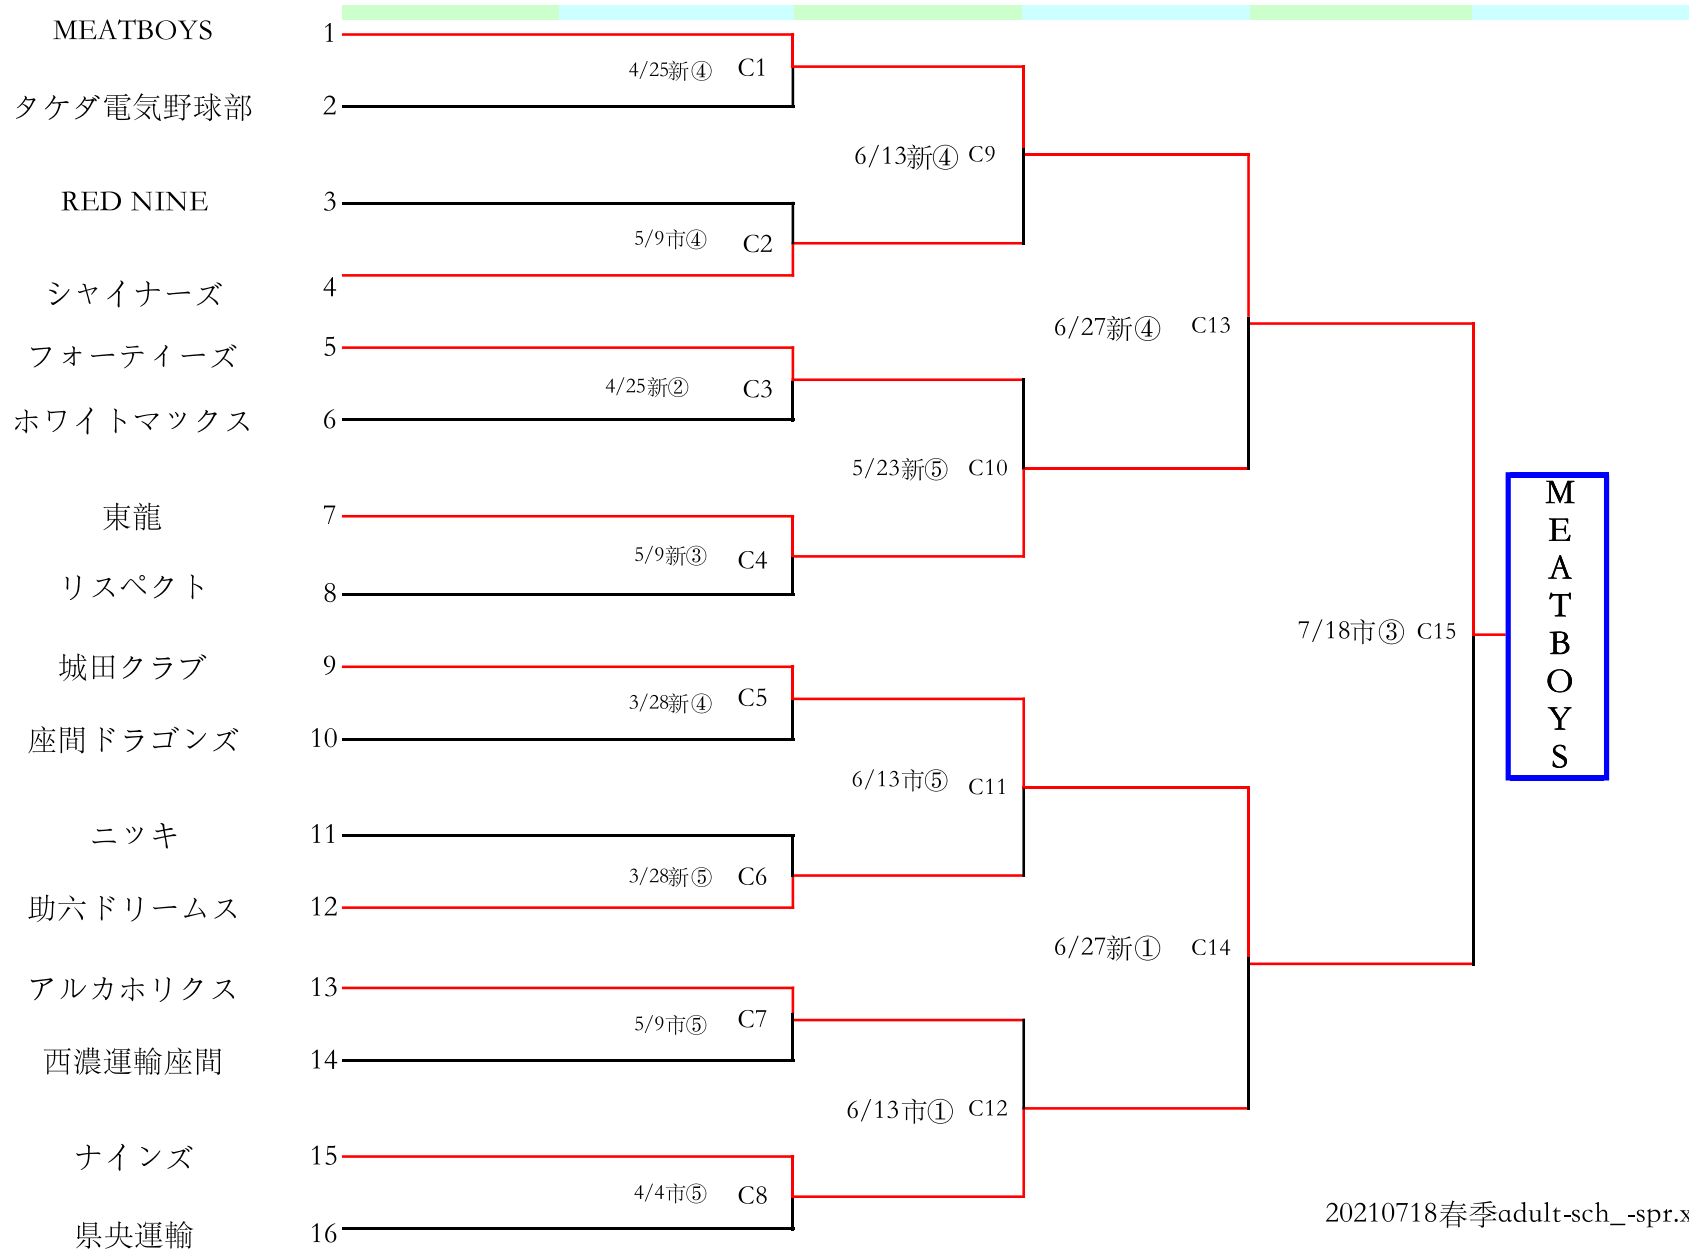 MEATBOYS 1
4/25新④ C1
タケダ電気野球部 2
6/13新④ C9
RED NINE 3
5/9市④ C2
シャイナーズ 4
6/27新④ C13
フォーテイーズ 5
4/25新② C3
ホワイトマックス 6
5/23新⑤ C10
東龍 7
5/9新③ C4
リスペクト 8
7/18市③ C15
MEATBOYS
城田クラブ 9
3/28新④ C5
座間ドラゴンズ 10
6/13市⑤ C11
ニッキ 11
3/28新⑤ C6
助六ドリームス 12
6/27新① C14
アルカホリクス 13
5/9市⑤ C7
西濃運輸座間 14
6/13市① C12
ナインズ 15
4/4市⑤ C8
県央運輸 16
20210718春季adult-sch_-spr.x